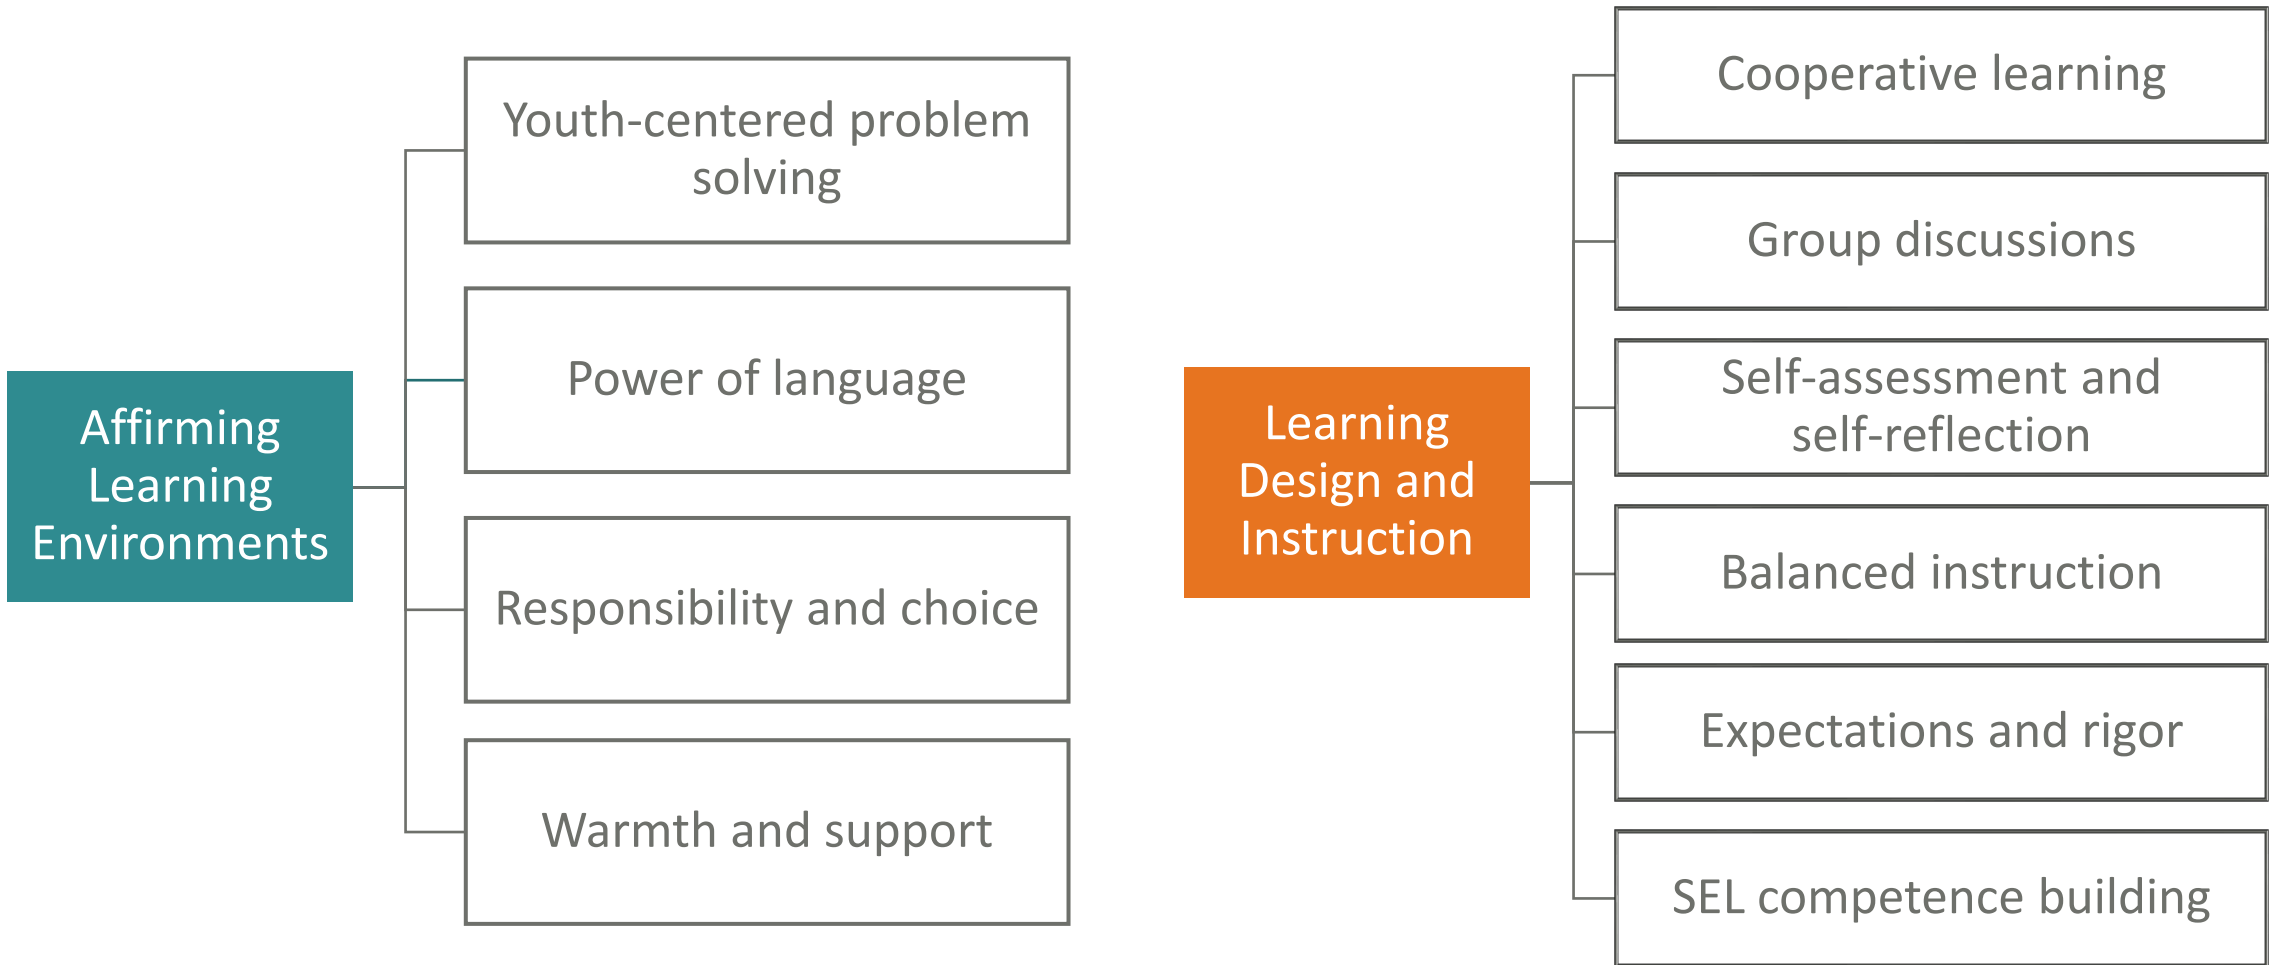 Affirming
Learning
Environments
Youth-centered problem
solving
Power of language
Responsibility and choice
Warmth and support
Learning
Design and
Instruction
Cooperative learning
Group discussions
Self-assessment and
self-reflection
Balanced instruction
Expectations and rigor
SEL competence building